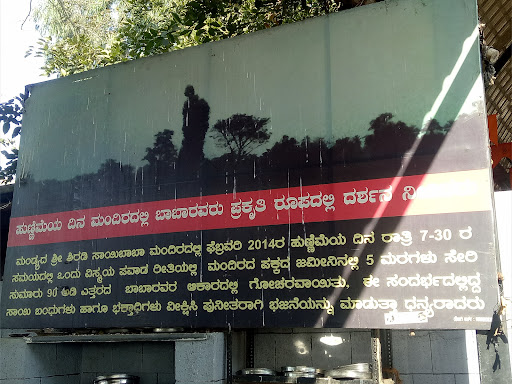 ಹುಣ್ಣಿಮೆಯ ದಿನ ಮಂದಿರದಲ್ಲಿ ಬಾಬಾರವರು ಪ್ರಕೃತಿ ರೂಪದಲ್ಲಿ ದರ್ಶನ ನೀ
ಮಂಡ್ಯದ ಶ್ರೀ ಶಿರಡಿ ಸಾಯಿಬಾಬಾ ಮಂದಿರದಲ್ಲಿ ಫೆಬ್ರವರಿ 2014ರ ಹುಣ್ಣಿಮೆಯ ದಿನ ರಾತ್ರಿ 7-30 ರ
ಸಮಯದಲ್ಲಿ ಒಂದು ವಿಸ್ಮಯ ಪವಾಡ ರೀತಿಯಲ್ಲಿ ಮಂದಿರದ ಪಕ್ಕದ ಜಮೀನಿನಲ್ಲಿ 5 ಮರಗಳು ಸೇರಿ
ಸುಮಾರು 90 ಅಡಿ ಎತ್ತರದ ಬಾಬಾರವರ ಆಕಾರದಲ್ಲಿ ಗೋಚರವಾಯಿತು. ಈ ಸಂದರ್ಭದಲ್ಲಿದ್ದ
ಸಾಯಿ ಬಂಧುಗಳು ಹಾಗೂ ಭಕ್ತಾಧಿಗಳು ವೀಕ್ಷಿಸಿ ಪುನೀತರಾಗಿ ಭಜನೆಯನ್ನು ಮಾಡುತ್ತಾ ಧನ್ಯರಾದರು